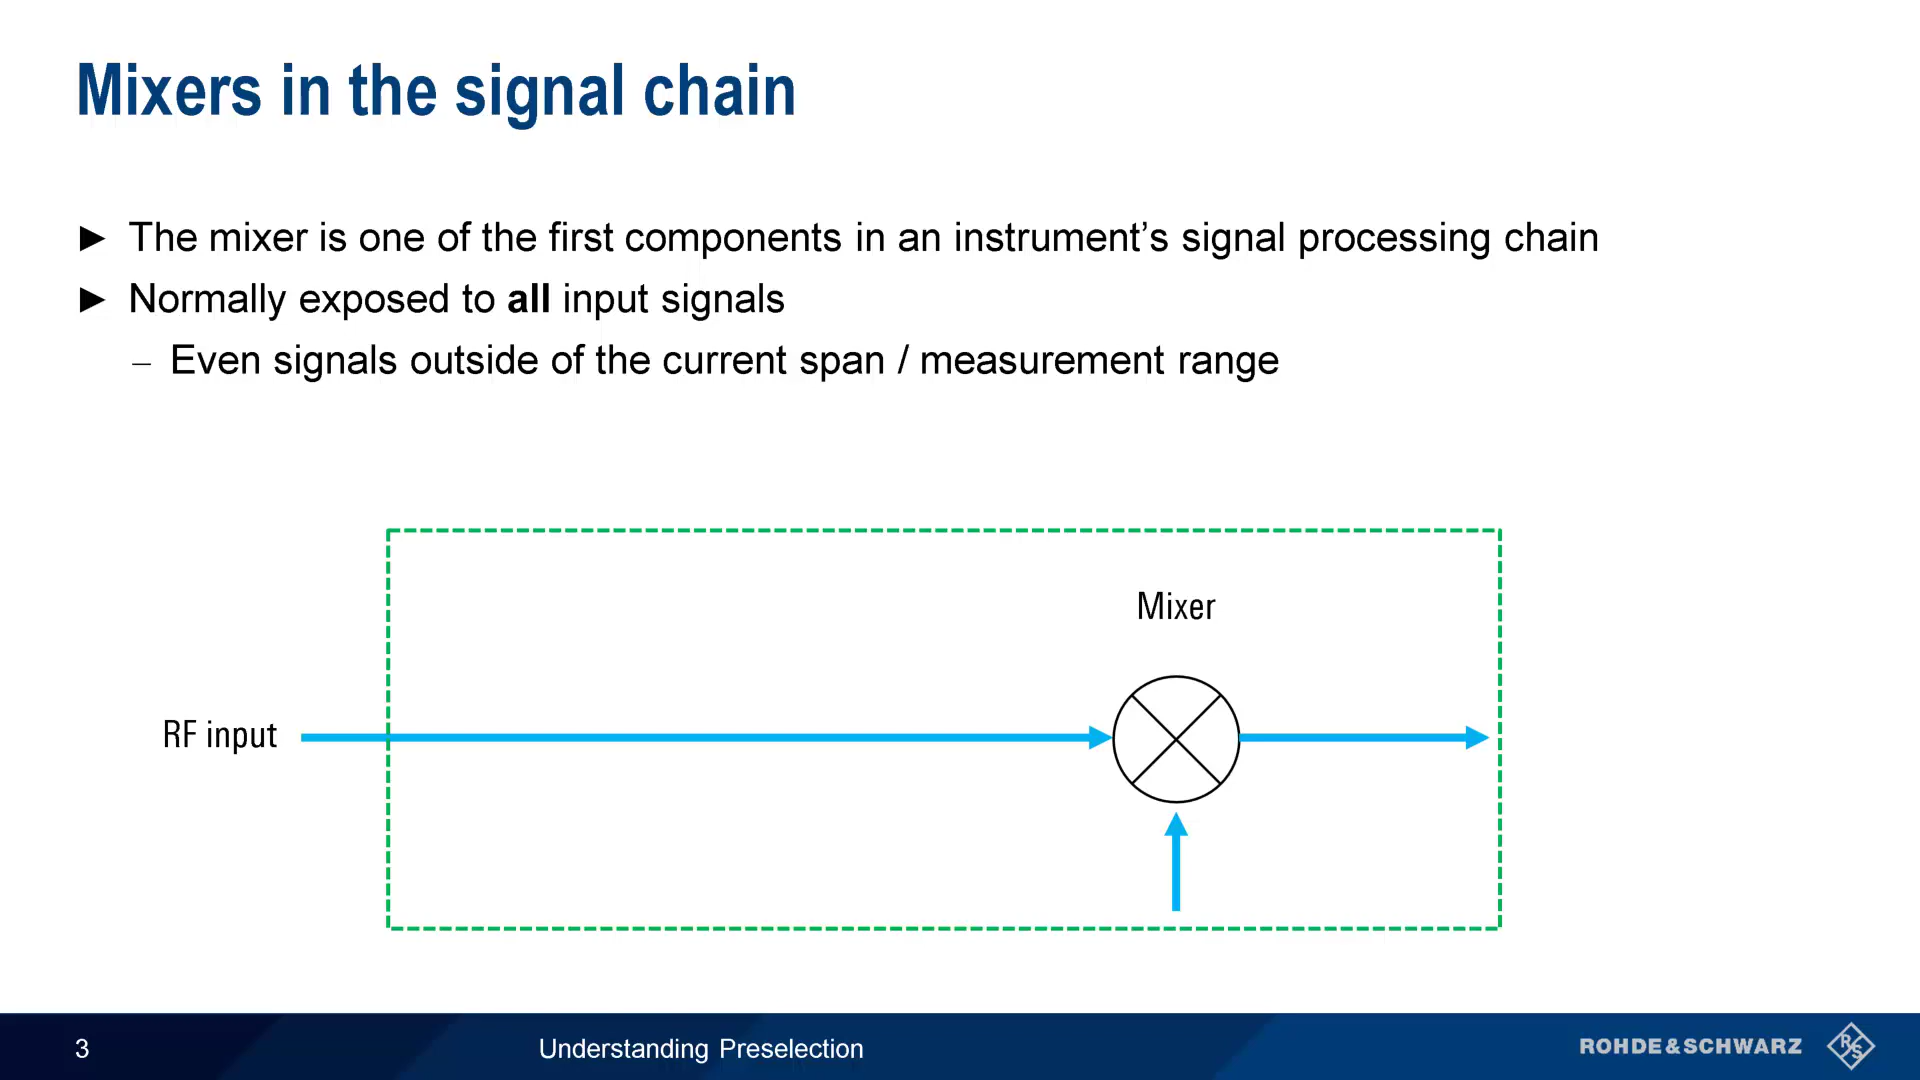 Mixers in the signal chain
► The mixer is one of the first components in an instrument’s signal processing chain
► Normally exposed to all input signals
– Even signals outside of the current span / measurement range
Mixer
RF input
3
Understanding Preselection
ROHDE&SCHWARZ
R&S